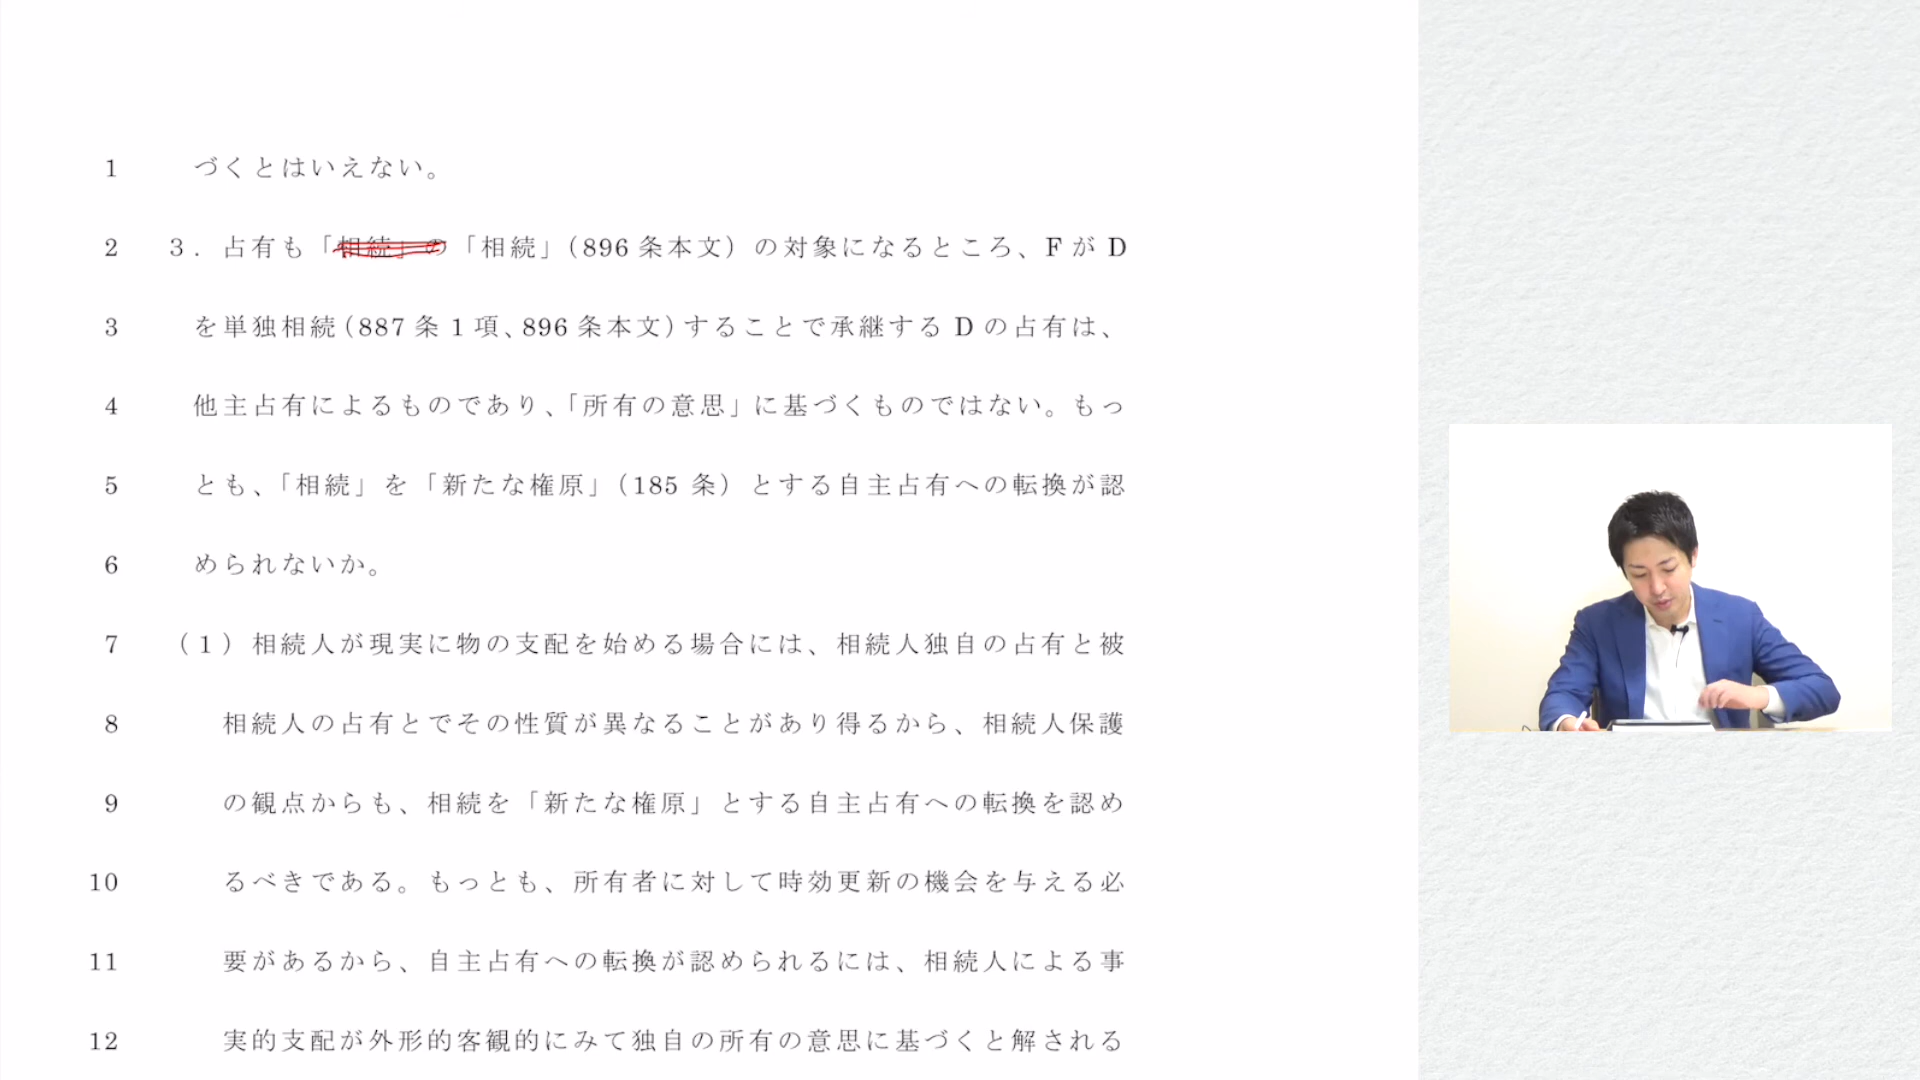 1 づくとはいえない。
2 3．占有も「相続」の「相続」（896条本文）の対象になるところ、FがD
3 を単独相続（887条1項、896条本文）することで承継するDの占有は、
4 他主占有によるものであり、「所有の意思」に基づくものではない。もっ
5 とも、「相続」を「新たな権原」（185条）とする自主占有への転換が認
6 められないか。
7 （1）相続人が現実に物の支配を始める場合には、相続人独自の占有と被
8 相続人の占有とでその性質が異なることがあり得るから、相続人保護
9 の観点からも、相続を「新たな権原」とする自主占有への転換を認め
10 るべきである。もっとも、所有者に対して時効更新の機会を与える必
11 要があるから、自主占有への転換が認められるには、相続人による事
12 実的支配が外形的客観的にみて独自の所有の意思に基づくと解される